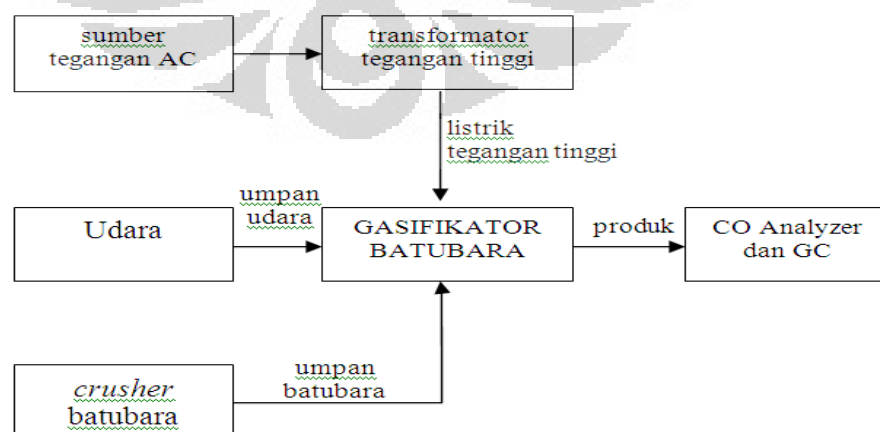 sumber
tegangan AC
transformator
tegangan tinggi
listrik
tegangan tinggi
Udara
umpan
udara
GASIFIKATOR
BATUBARA
produk
CO Analyzer
dan GC
crusher
batubara
umpan
batubara